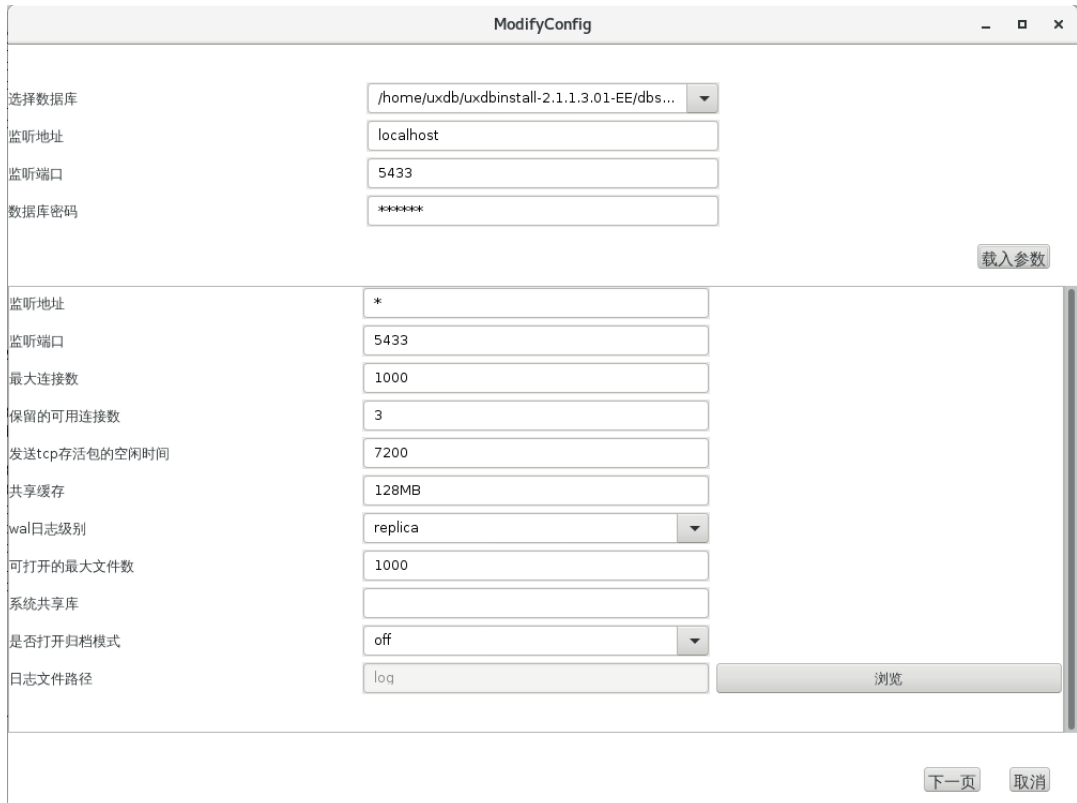 ModifyConfig
选择数据库 /home/uxdb/uxdbinstall-2.1.1.3.01-EE/dbs...
监听地址 localhost
监听端口 5433
数据库密码 ******
载入参数
监听地址 *
监听端口 5433
最大连接数 1000
保留的可用连接数 3
发送tcp存活包的空闲时间 7200
共享缓存 128MB
wal日志级别 replica
可打开的最大文件数 1000
系统共享库
是否打开归档模式 off
日志文件路径 log 浏览
下一页 取消